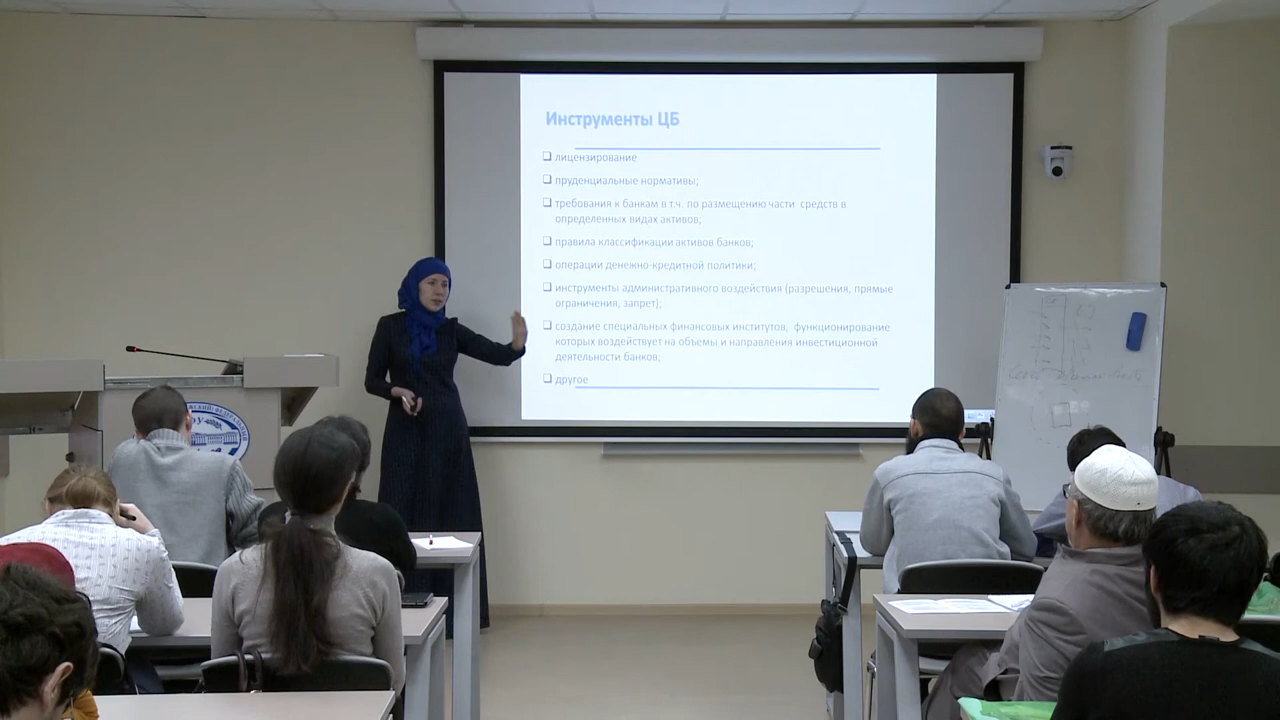 Инструменты ЦБ
лицензирование
пруденциальные нормативы;
требования к банкам в т.ч. по размещению части средств в
определенных видах активов;
правила классификации активов банков;
операции денежно-кредитной политики;
инструменты административного воздействия (разрешения, прямые
ограничения, запрет);
создание специальных финансовых институтов, функционирование
которых воздействует на объемы и направления инвестиционной
деятельности банков;
другое
ФЕДЕРАЛЬНЫЙ